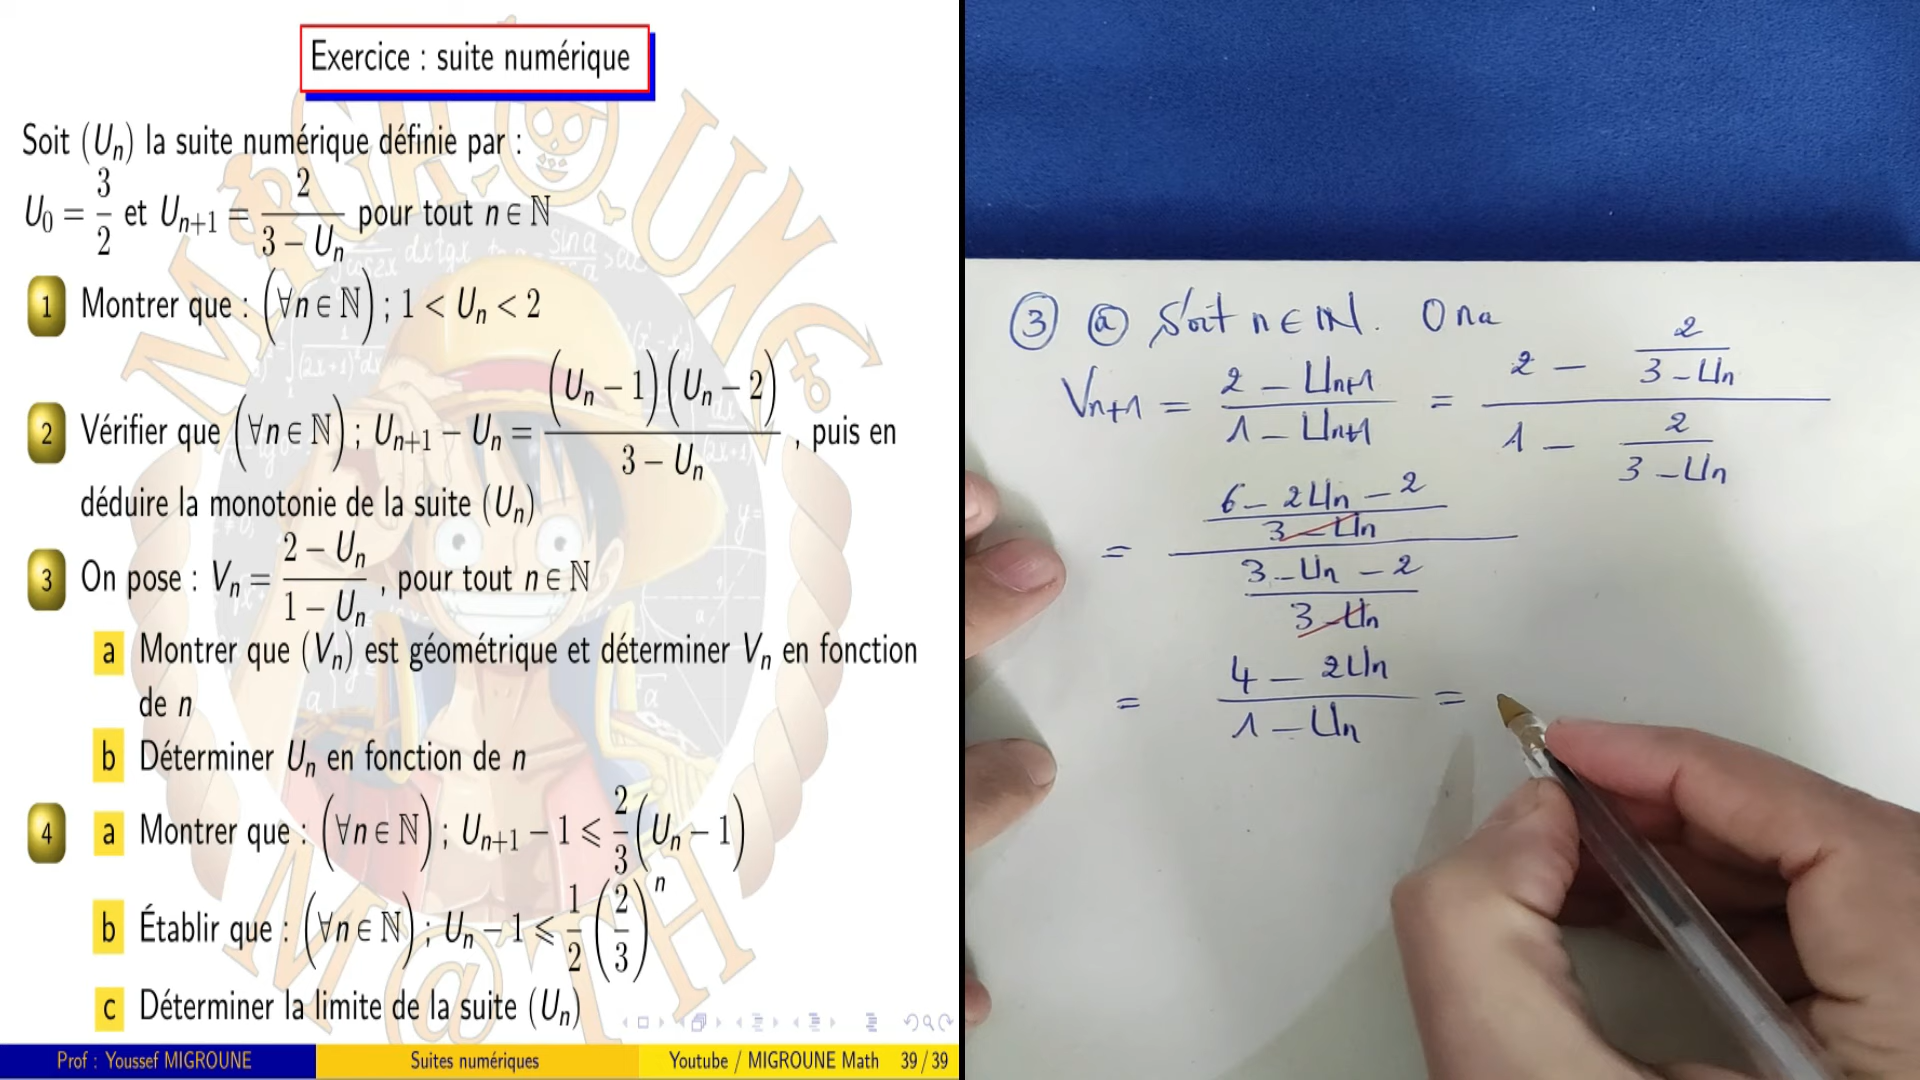 Exercice : suite numérique
Soit (Uₙ) la suite numérique définie par :
U₀ = 3/2 et Uₙ₊₁ = 2/(3 − Uₙ) pour tout n ∈ ℕ
1 Montrer que : (∀n ∈ ℕ) ; 1 < Uₙ < 2
2 Vérifier que (∀n ∈ ℕ) ; Uₙ₊₁ − Uₙ = (Uₙ − 1)(Uₙ − 2)/(3 − Uₙ) , puis en
déduire la monotonie de la suite (Uₙ)
3 On pose : Vₙ = (2 − Uₙ)/(1 − Uₙ) , pour tout n ∈ ℕ
a Montrer que (Vₙ) est géométrique et déterminer Vₙ en fonction
de n
b Déterminer Uₙ en fonction de n
4 a Montrer que : (∀n ∈ ℕ) ; Uₙ₊₁ − 1 ⩽ 2/3 (Uₙ − 1)
b Établir que : (∀n ∈ ℕ) ; Uₙ − 1 ⩽ 1/2 (2/3)ⁿ
c Déterminer la limite de la suite (Uₙ)
Prof : Youssef MIGROUNE Suites numériques Youtube / MIGROUNE Math 39 / 39
MIGROUNE
M@TH
③ ⓐ Soit n ∈ ℕ. On a
Vₙ₊₁ = (2 − Uₙ₊₁)/(1 − Uₙ₊₁) = (2 − 2/(3 − Uₙ))/(1 − 2/(3 − Uₙ))
= ((6 − 2Uₙ − 2)/(3 − Uₙ))/((3 − Uₙ − 2)/(3 − Uₙ))
= (4 − 2Uₙ)/(1 − Uₙ) =